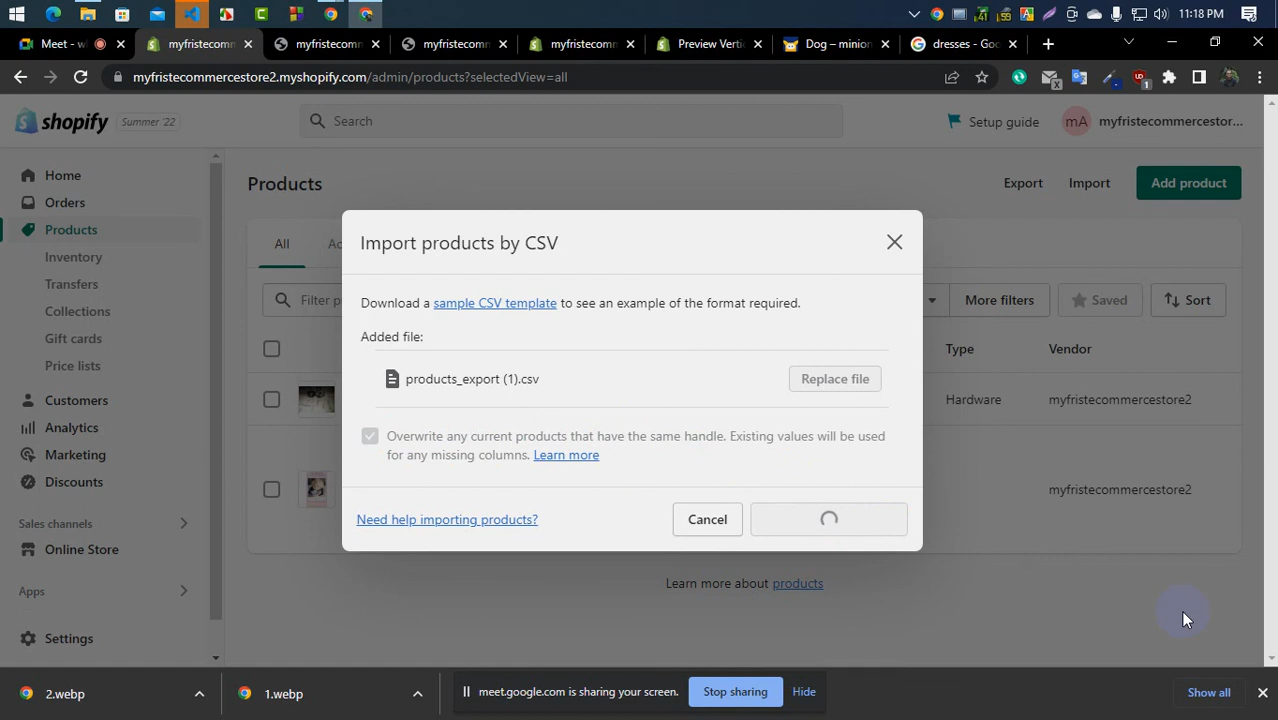 11:18 PM
Meet - w
myfristecomm
myfristecomm
myfristecomm
myfristecomm
Preview Verti
Dog – minion
dresses - Goo
myfristecommercestore2.myshopify.com/admin/products?selectedView=all
shopify
Summer '22
Search
Setup guide
mA
myfristecommercestor...
Home
Orders
Products
Inventory
Transfers
Collections
Gift cards
Price lists
Customers
Analytics
Marketing
Discounts
Sales channels
Online Store
Apps
Settings
Products
Export
Import
Add product
All
Ac
Filter p
More filters
Saved
Sort
Type
Vendor
Hardware
myfristecommercestore2
myfristecommercestore2
Import products by CSV
Download a sample CSV template to see an example of the format required.
Added file:
products_export (1).csv
Replace file
Overwrite any current products that have the same handle. Existing values will be used
for any missing columns. Learn more
Need help importing products?
Cancel
Learn more about products
2.webp
1.webp
meet.google.com is sharing your screen.
Stop sharing
Hide
Show all